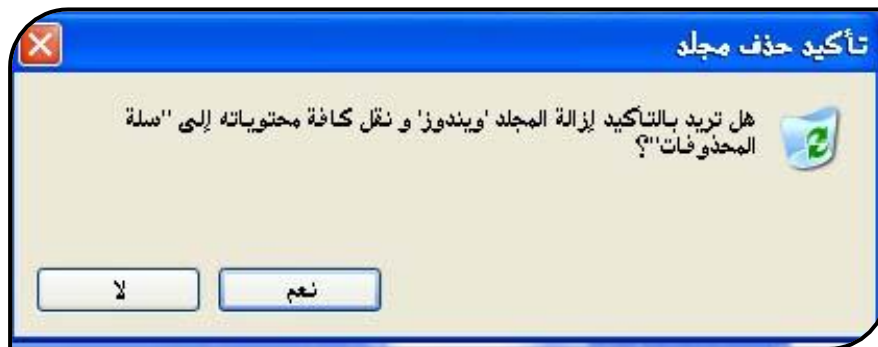 تأكيد حذف مجلد
هل تريد بالتأكيد إزالة المجلد 'ويندوز' و نقل كافة محتوياته إلى "سلة
المحذوفات"؟
نعم
لا